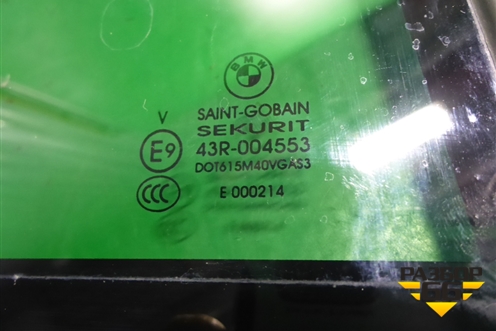 BMW
V
SAINT-GOBAIN
SEKURIT
E9
43R-004553
DOT615M40VGAS3
CCC
E 000214
РАЗБОР